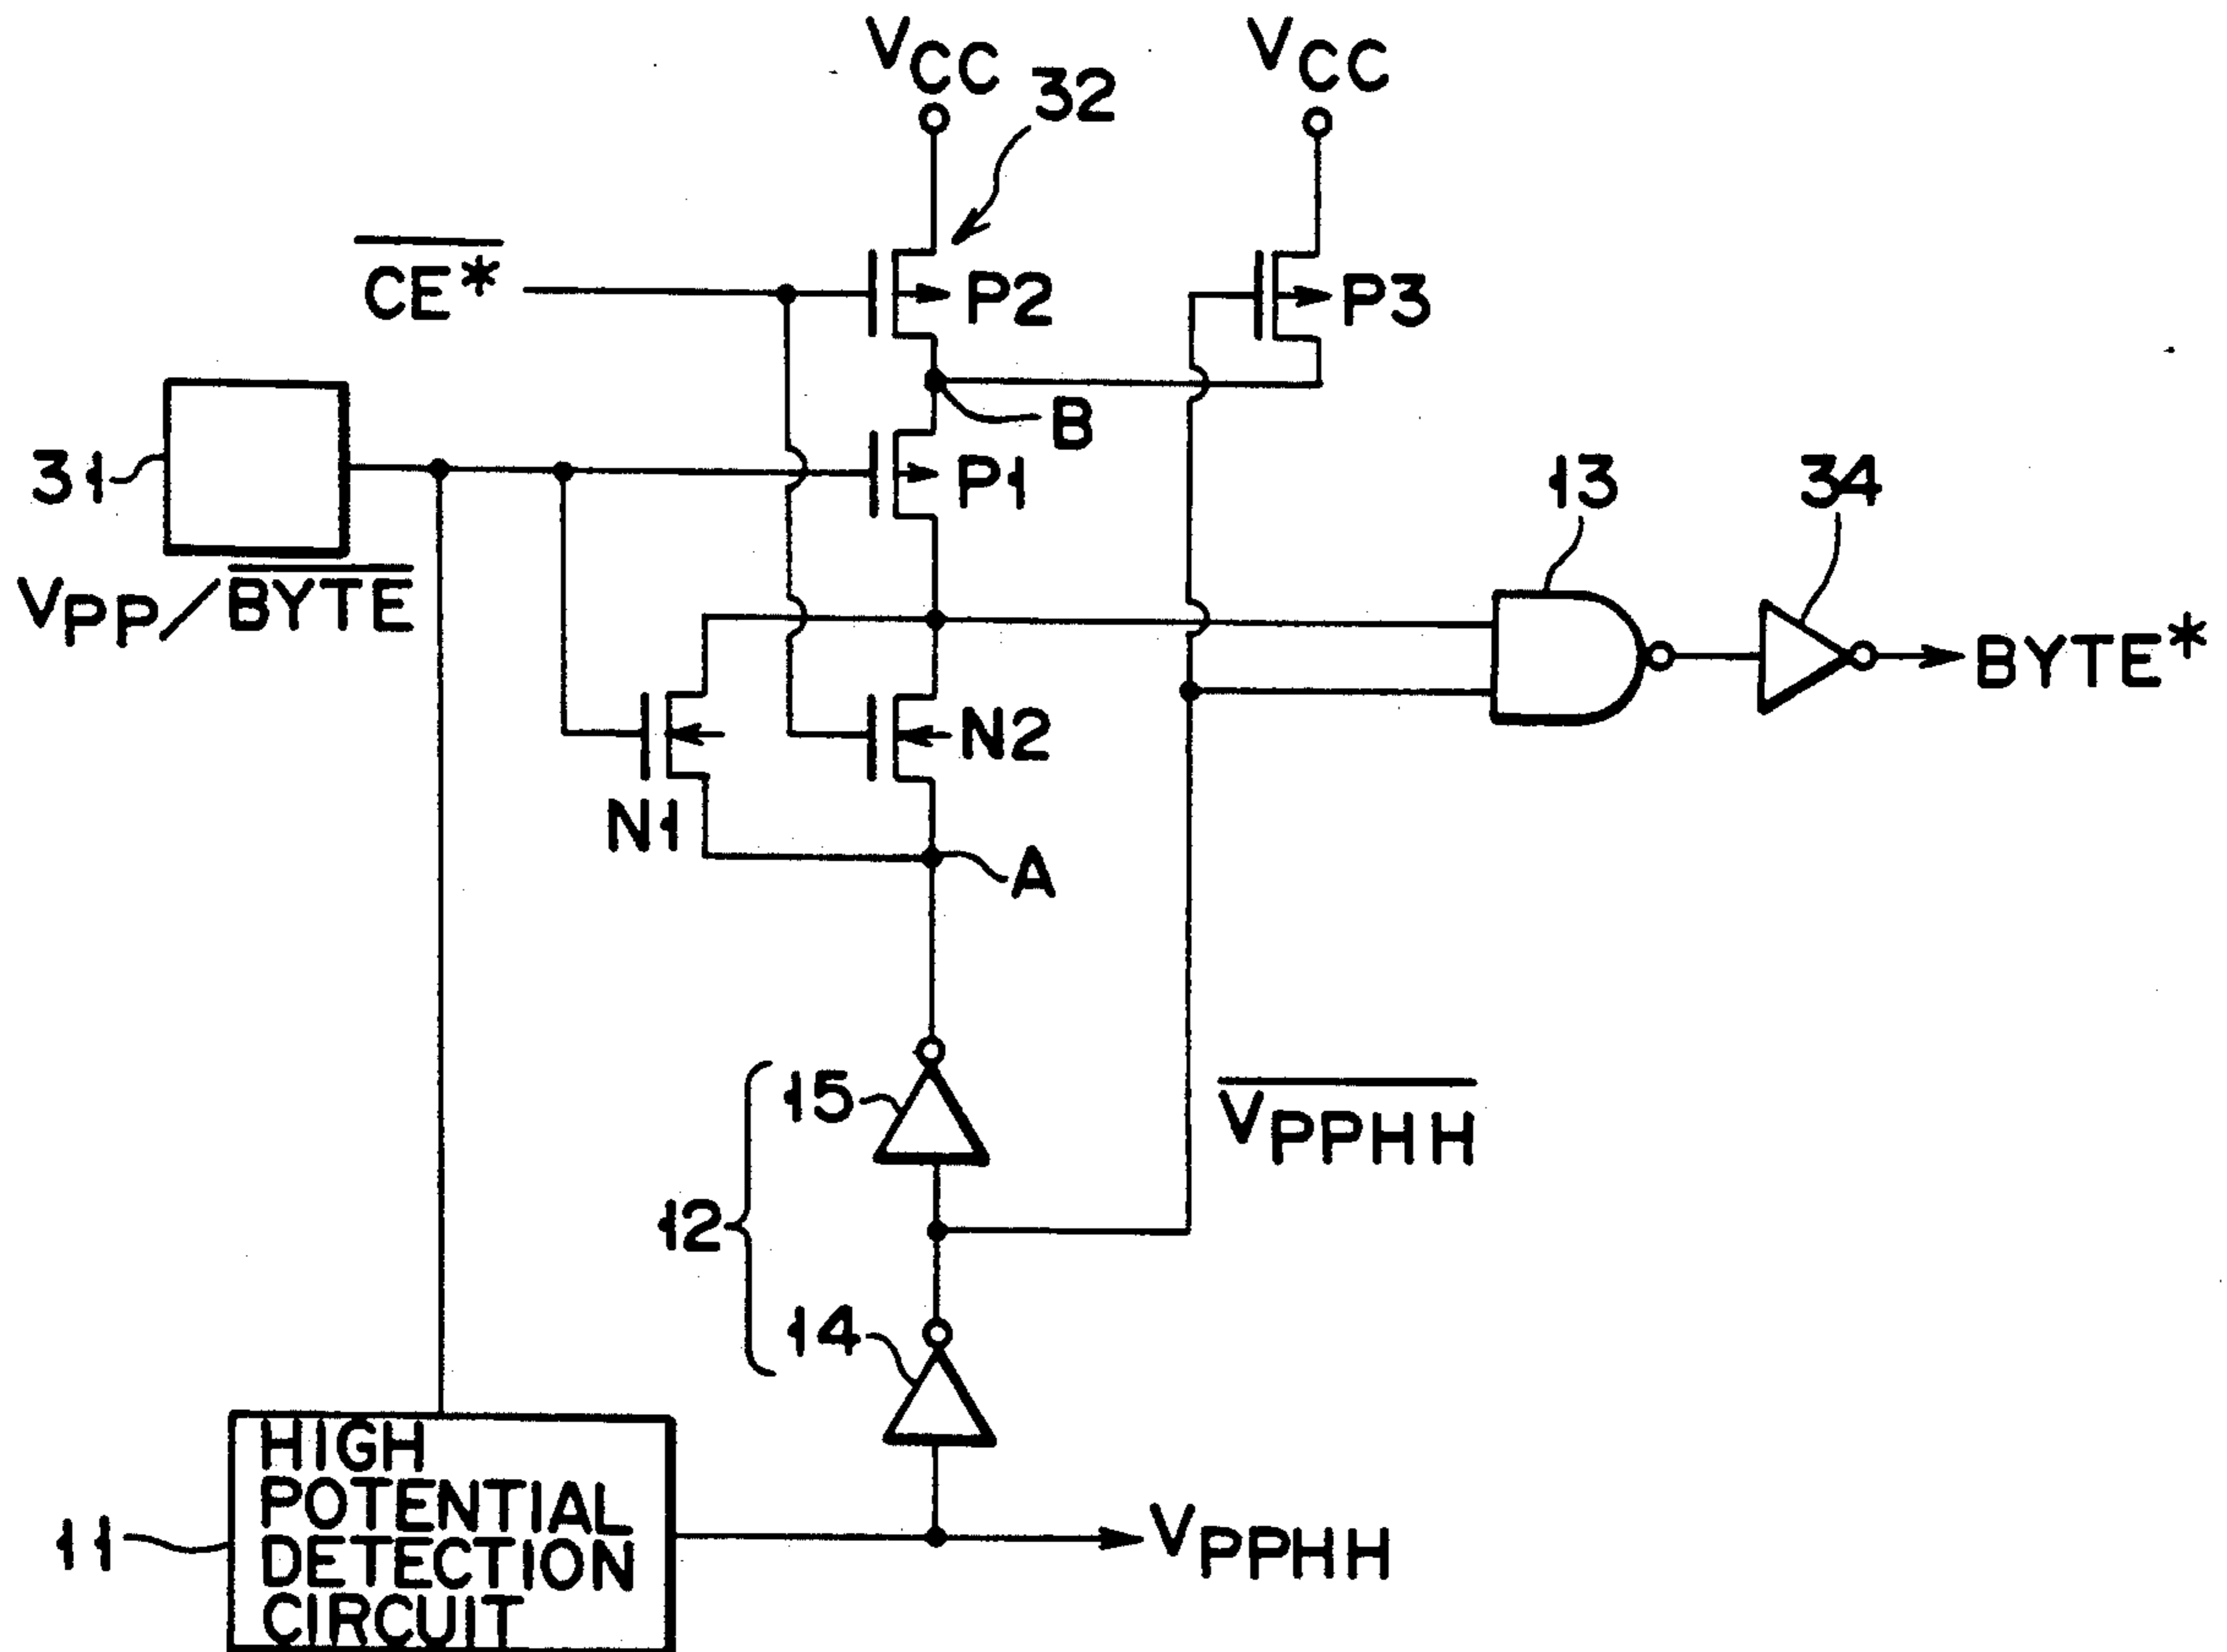 VCC
VCC
32
CE*
P2
P3
B
31
P1
13
34
VPP/BYTE
BYTE*
N2
N1
A
15
VPPHH
12
14
HIGH
POTENTIAL
DETECTION
CIRCUIT
11
VPPHH